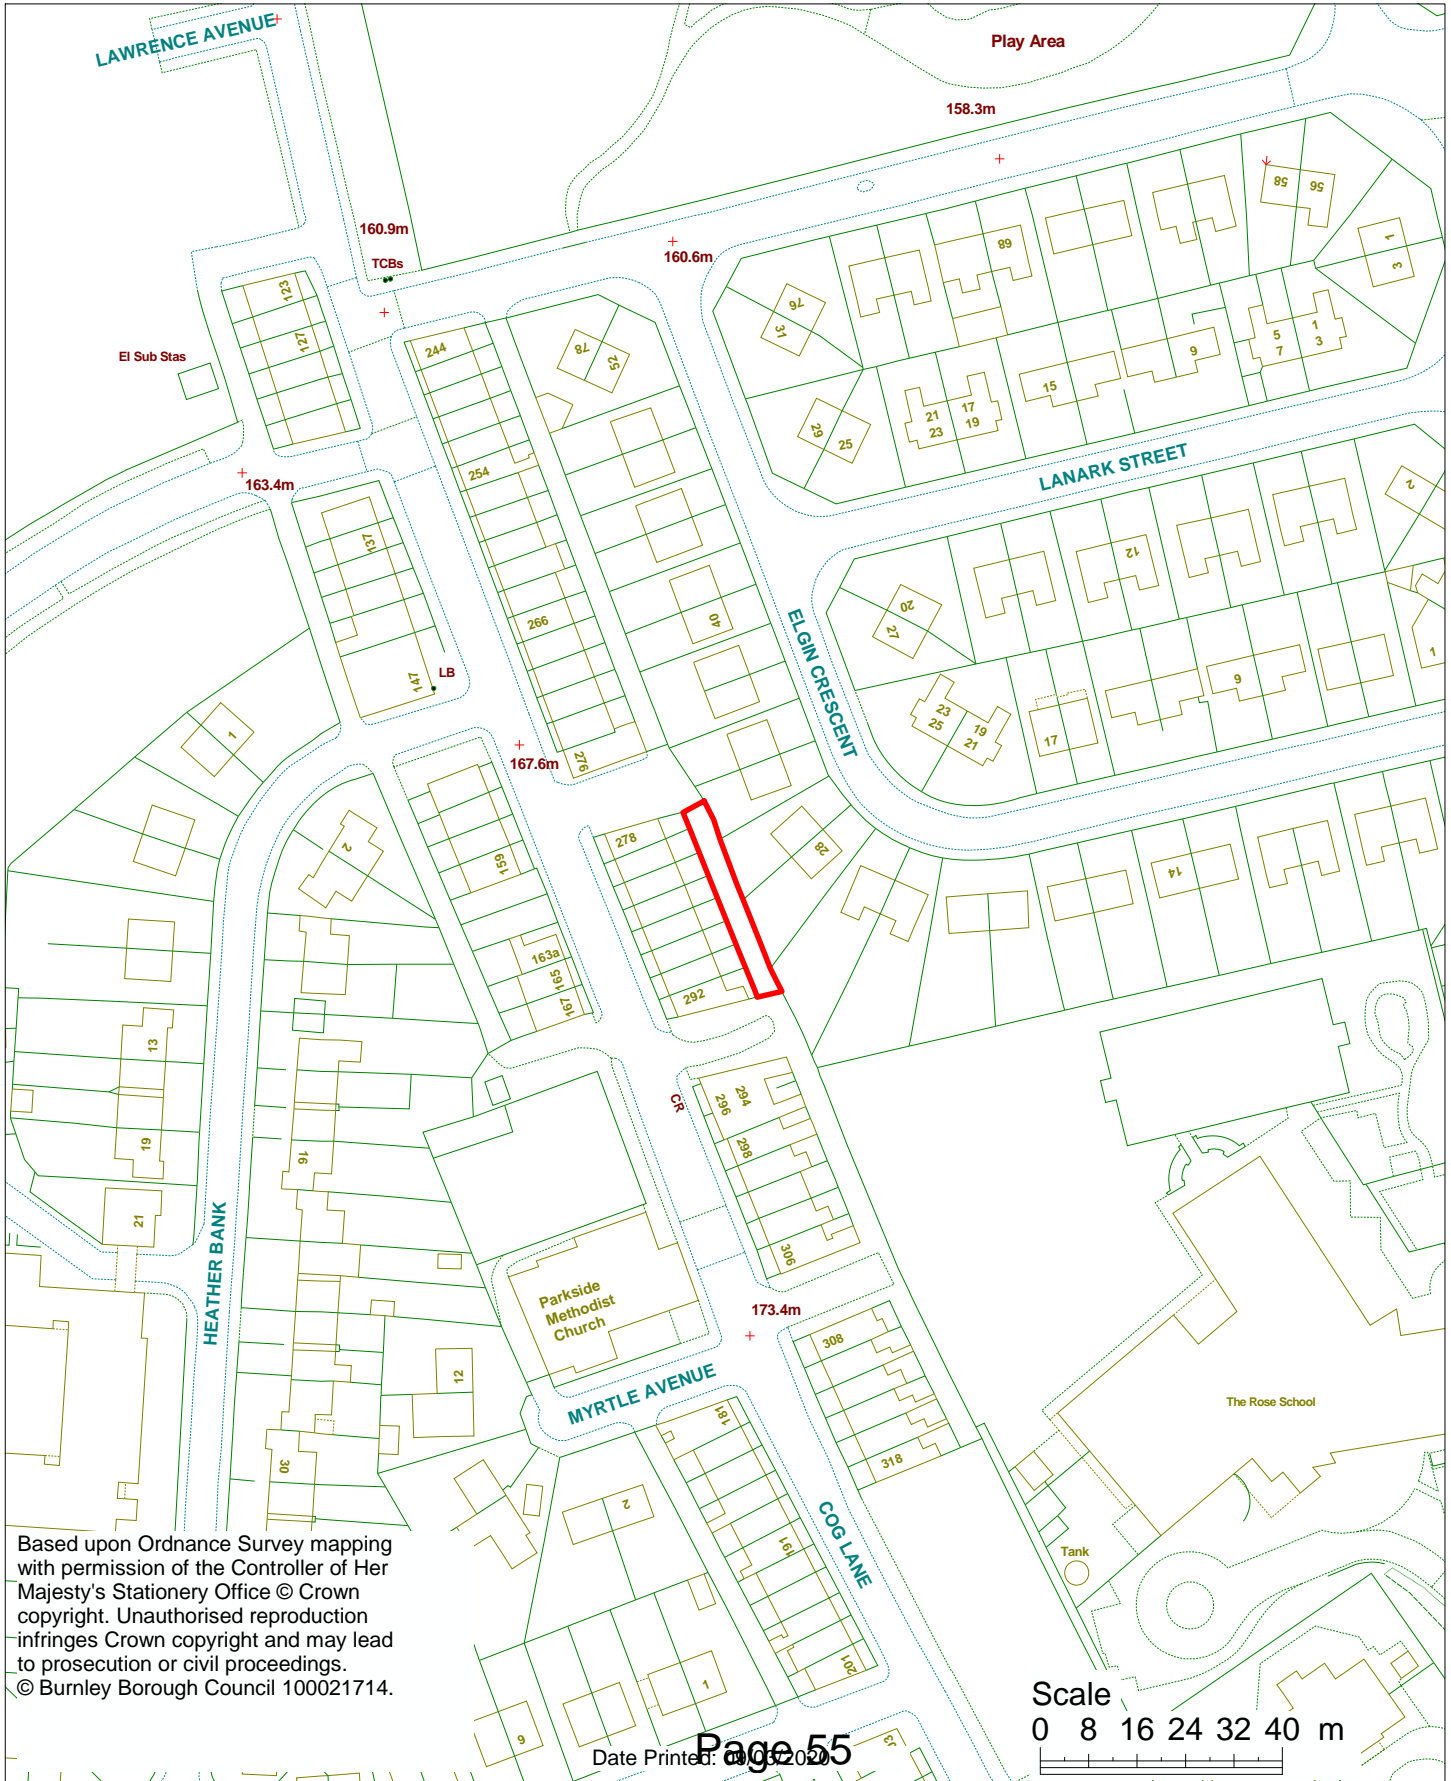 LAWRENCE AVENUE
Play Area
158.3m
160.9m
TCBs
160.6m
58
56
1
3
68
76
31
123
127
El Sub Stas
244
78
52
5
7
1
3
9
15
21
23
17
19
29
25
LANARK STREET
163.4m
254
2
137
12
266
40
20
27
ELGIN CRESCENT
1
147
LB
9
23
25
19
21
17
1
167.6m
276
2
159
278
28
14
163a
165
167
292
13
19
21
16
CR
296
294
298
306
HEATHER BANK
Parkside
Methodist
Church
173.4m
308
MYRTLE AVENUE
12
The Rose School
181
30
318
2
COG LANE
191
Tank
201
1
9
Based upon Ordnance Survey mapping
with permission of the Controller of Her
Majesty's Stationery Office © Crown
copyright. Unauthorised reproduction
infringes Crown copyright and may lead
to prosecution or civil proceedings.
© Burnley Borough Council 100021714.
Scale
0 8 16 24 32 40 m
Page 55
Date Printed: 09/03/2020